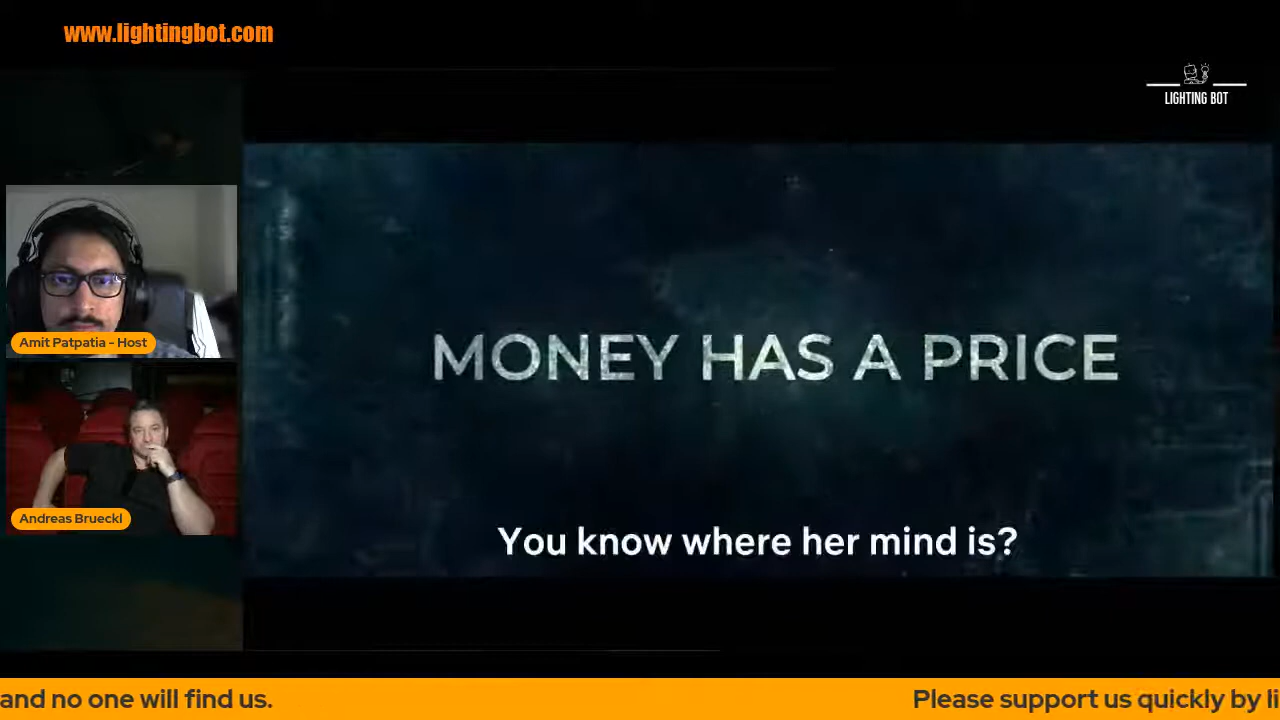 www.lightingbot.com
LIGHTING BOT
Amit Patpatia - Host
MONEY HAS A PRICE
Andreas Bruecki
You know where her mind is?
and no one will find us.
Please support us quickly by li